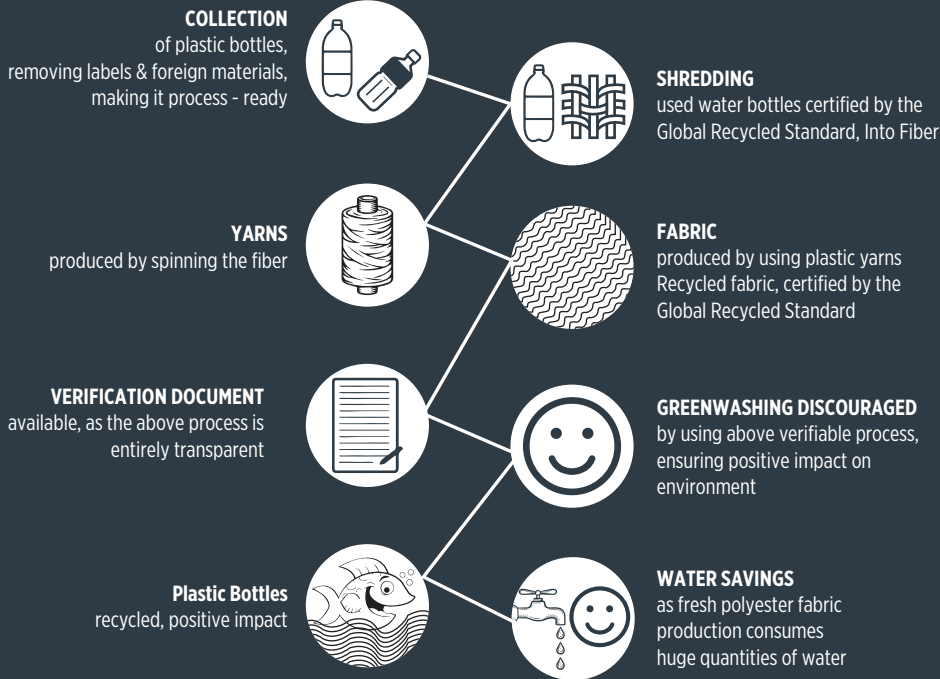 COLLECTION
of plastic bottles,
removing labels & foreign materials,
making it process - ready
SHREDDING
used water bottles certified by the
Global Recycled Standard, Into Fiber
YARNS
produced by spinning the fiber
FABRIC
produced by using plastic yarns
Recycled fabric, certified by the
Global Recycled Standard
VERIFICATION DOCUMENT
available, as the above process is
entirely transparent
GREENWASHING DISCOURAGED
by using above verifiable process,
ensuring positive impact on
environment
Plastic Bottles
recycled, positive impact
WATER SAVINGS
as fresh polyester fabric
production consumes
huge quantities of water